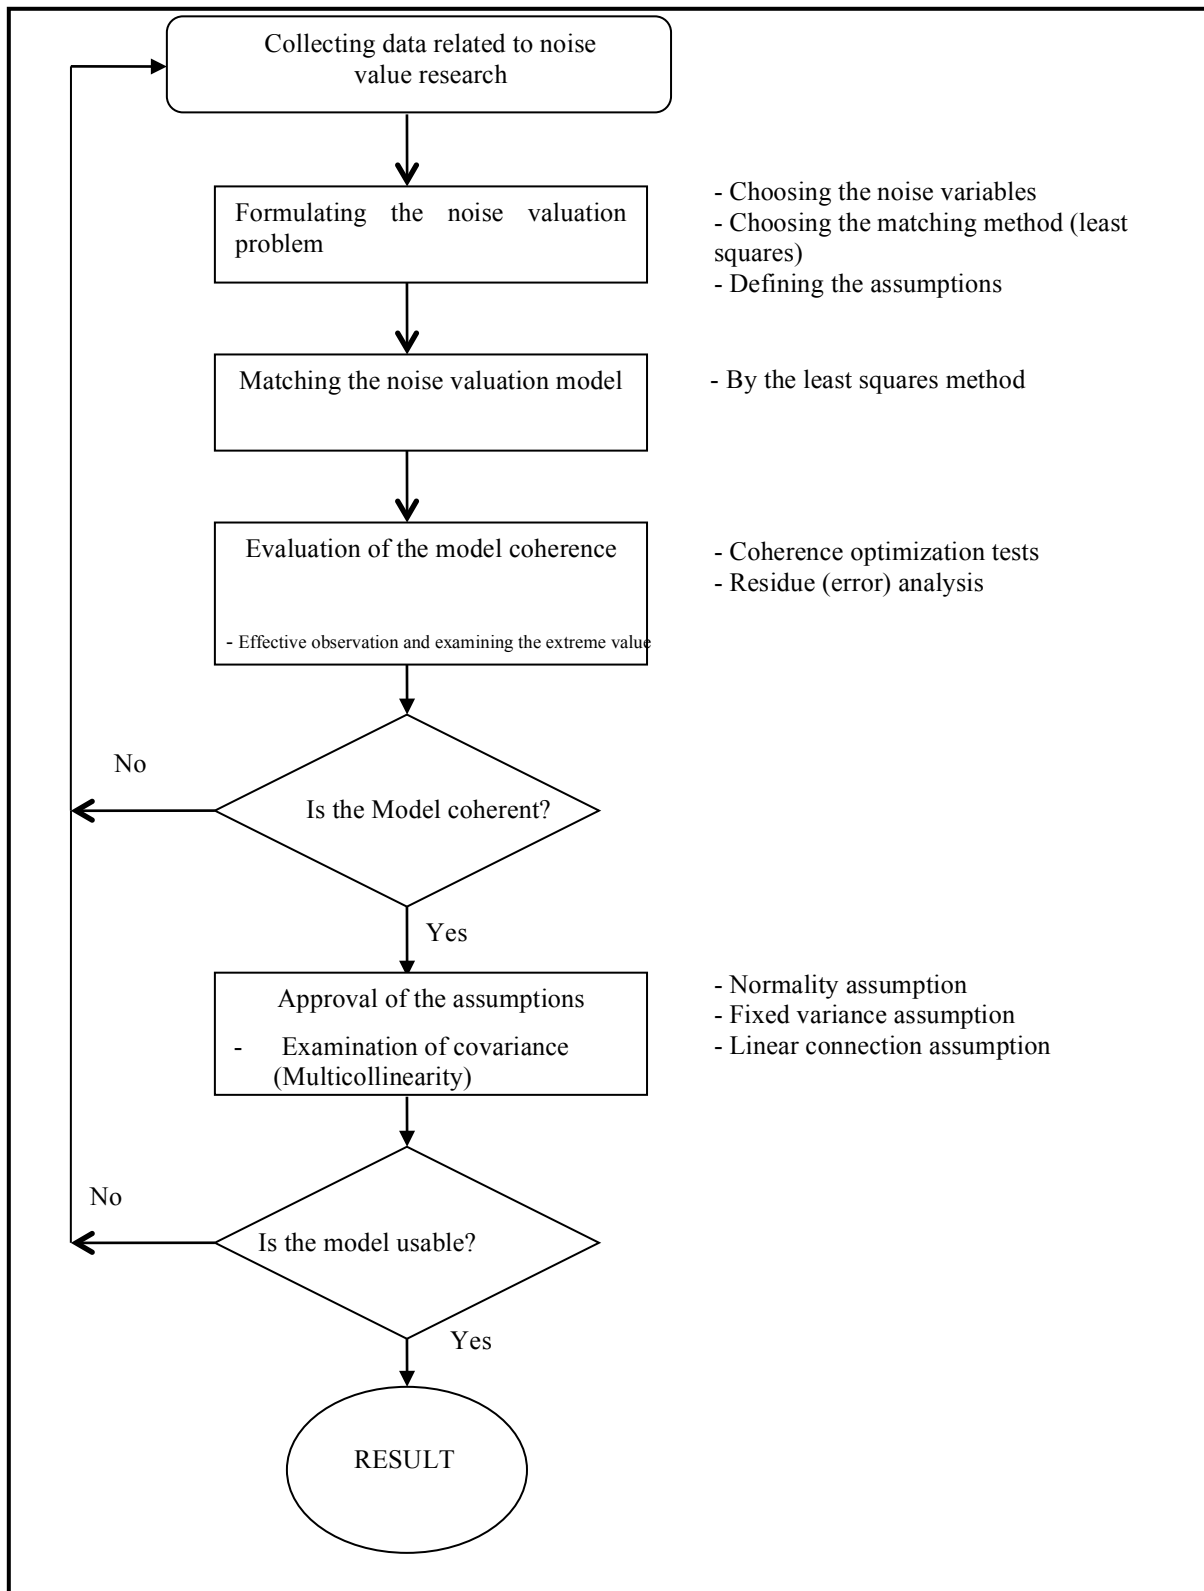 Collecting data related to noise
value research
Formulating the noise valuation
problem
- Choosing the noise variables
- Choosing the matching method (least
squares)
- Defining the assumptions
Matching the noise valuation model
- By the least squares method
Evaluation of the model coherence
- Effective observation and examining the extreme value
- Coherence optimization tests
- Residue (error) analysis
No
Is the Model coherent?
Yes
Approval of the assumptions
- Examination of covariance
(Multicollinearity)
- Normality assumption
- Fixed variance assumption
- Linear connection assumption
No
Is the model usable?
Yes
RESULT